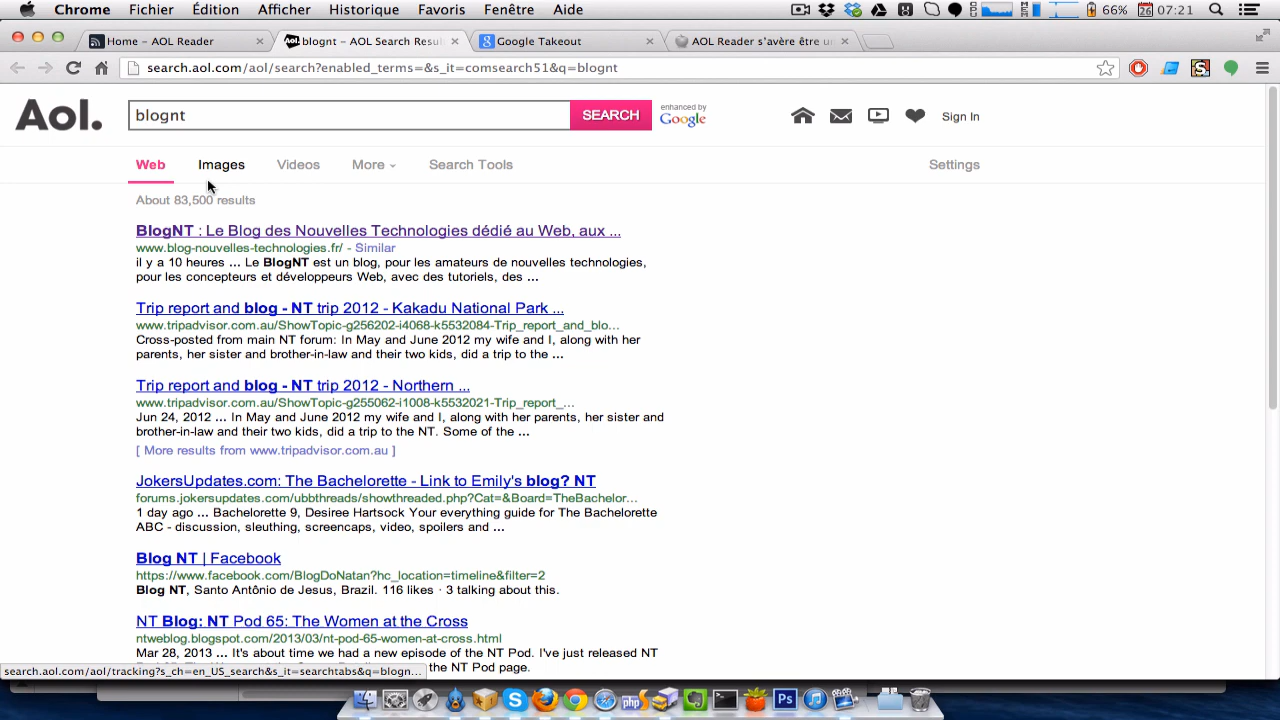 Chrome Fichier Édition Afficher Historique Favoris Fenêtre Aide 66% 26 07:21
Home – AOL Reader
blognt – AOL Search Resul
Google Takeout
AOL Reader s'avère être un
search.aol.com/aol/search?enabled_terms=&s_it=comsearch51&q=blognt
Aol.
blognt
SEARCH
enhanced by
Google
Sign In
Web Images Videos More Search Tools Settings
About 83,500 results
BlogNT : Le Blog des Nouvelles Technologies dédié au Web, aux ...
www.blog-nouvelles-technologies.fr/ - Similar
il y a 10 heures ... Le BlogNT est un blog, pour les amateurs de nouvelles technologies,
pour les concepteurs et développeurs Web, avec des tutoriels, des ...
Trip report and blog - NT trip 2012 - Kakadu National Park ...
www.tripadvisor.com.au/ShowTopic-g256202-i4068-k5532084-Trip_report_and_blo...
Cross-posted from main NT forum: In May and June 2012 my wife and I, along with her
parents, her sister and brother-in-law and their two kids, did a trip to the ...
Trip report and blog - NT trip 2012 - Northern ...
www.tripadvisor.com.au/ShowTopic-g255062-i1008-k5532021-Trip_report_...
Jun 24, 2012 ... In May and June 2012 my wife and I, along with her parents, her sister and
brother-in-law and their two kids, did a trip to the NT. Some of the ...
[ More results from www.tripadvisor.com.au ]
JokersUpdates.com: The Bachelorette - Link to Emily's blog? NT
forums.jokersupdates.com/ubbthreads/showthreaded.php?Cat=&Board=TheBachelor...
1 day ago ... Bachelorette 9, Desiree Hartsock Your everything guide for The Bachelorette
ABC - discussion, sleuthing, screencaps, video, spoilers and ...
Blog NT | Facebook
https://www.facebook.com/BlogDoNatan?hc_location=timeline&filter=2
Blog NT, Santo Antônio de Jesus, Brazil. 116 likes · 3 talking about this.
NT Blog: NT Pod 65: The Women at the Cross
ntweblog.blogspot.com/2013/03/nt-pod-65-women-at-cross.html
Mar 28, 2013 ... It's about time we had a new episode of the NT Pod. I've just released NT
the NT Pod page.
search.aol.com/aol/tracking?s_ch=en_US_search&s_it=searchtabs&q=blogn...
php
Ps